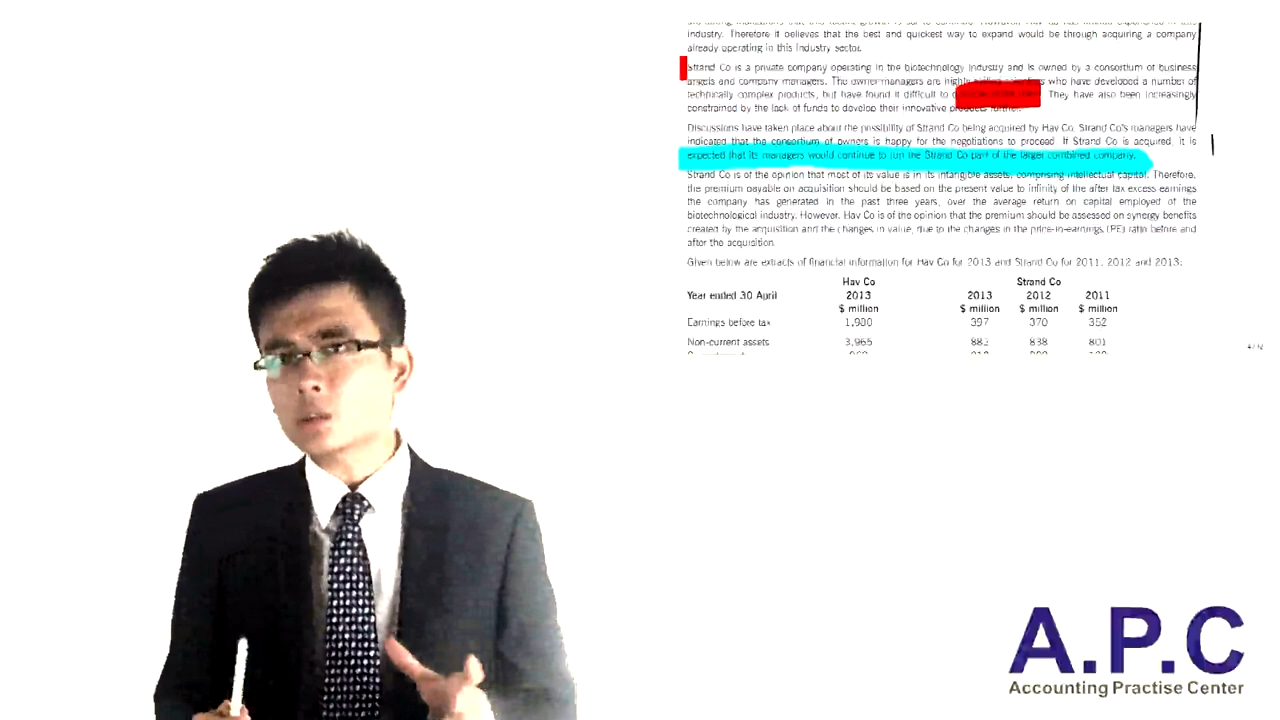 industry. Therefore it believes that the best and quickest way to expand would be through acquiring a company
already operating in this industry sector.
Strand Co is a private company operating in the biotechnology industry and is owned by a consortium of business
angels and company managers. The owner-managers are highly who have developed a number of
technically complex products, but have found it difficult to They have also been increasingly
constrained by the lack of funds to develop their innovative products further.
Discussions have taken place about the possibility of Strand Co being acquired by Hav Co. Strand Co's managers have
indicated that the consortium of owners is happy for the negotiations to proceed. If Strand Co is acquired, it is
expected that its managers would continue to run the Strand Co part of the larger combined company.
Strand Co is of the opinion that most of its value is in its intangible assets, comprising intellectual capital. Therefore,
the premium payable on acquisition should be based on the present value to infinity of the after tax excess earnings
the company has generated in the past three years, over the average return on capital employed of the
biotechnological industry. However, Hav Co is of the opinion that the premium should be assessed on synergy benefits
created by the acquisition and the changes in value, due to the changes in the price-to-earnings (PE) ratio before and
after the acquisition.
Given below are extracts of financial information for Hav Co for 2013 and Strand Co for 2011, 2012 and 2013:
Hav Co Strand Co
Year ended 30 April 2013 2013 2012 2011
$ million $ million $ million $ million
Earnings before tax 1,980 397 370 352
Non-current assets 3,965 882 838 801
A.P.C
Accounting Practise Center